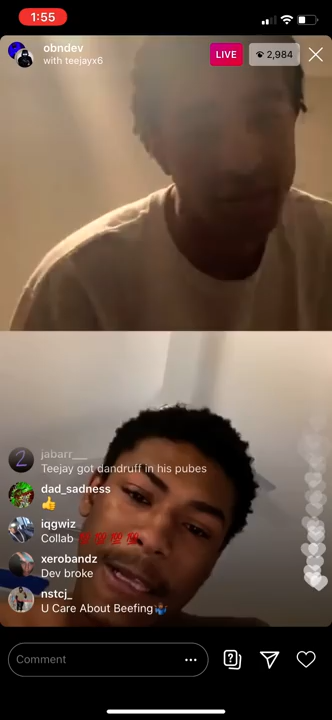 1:55
obndev
with teejayx6
LIVE
2,984
jabarr___
Teejay got dandruff in his pubes
dad_sadness
👍
iqgwiz
Collab 💯💯💯💯
xerobandz
Dev broke
nstcj_
U Care About Beefing🤷🏾‍♂️
Comment